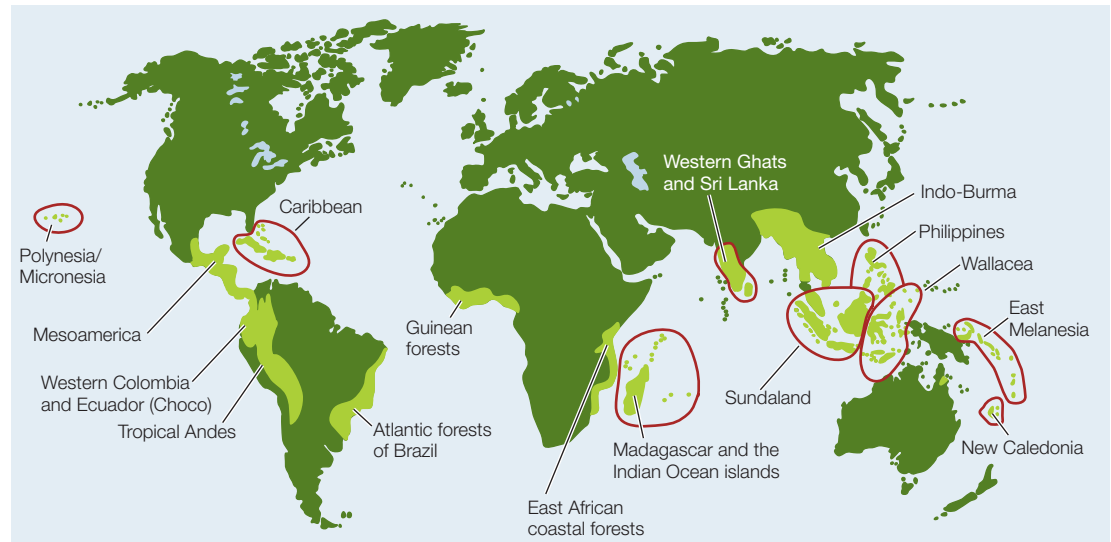 Western Ghats
and Sri Lanka
Indo-Burma
Caribbean
Philippines
Polynesia/
Micronesia
Wallacea
East
Melanesia
Mesoamerica
Guinean
forests
Western Colombia
and Ecuador (Choco)
Sundaland
Tropical Andes
Atlantic forests
of Brazil
Madagascar and the
Indian Ocean islands
New Caledonia
East African
coastal forests